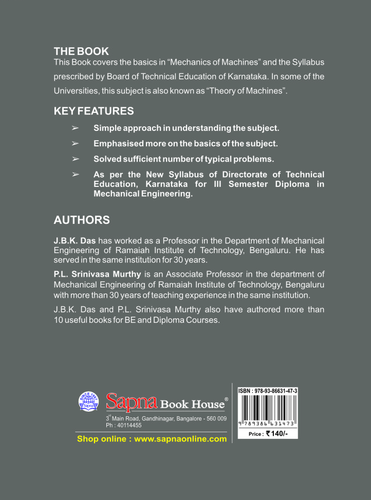 THE BOOK
This Book covers the basics in “Mechanics of Machines” and the Syllabus
prescribed by Board of Technical Education of Karnataka. In some of the
Universities, this subject is also known as “Theory of Machines”.
KEY FEATURES
➢ Simple approach in understanding the subject.
➢ Emphasised more on the basics of the subject.
➢ Solved sufficient number of typical problems.
➢ As per the New Syllabus of Directorate of Technical
Education, Karnataka for III Semester Diploma in
Mechanical Engineering.
AUTHORS
J.B.K. Das has worked as a Professor in the Department of Mechanical
Engineering of Ramaiah Institute of Technology, Bengaluru. He has
served in the same institution for 30 years.
P.L. Srinivasa Murthy is an Associate Professor in the department of
Mechanical Engineering of Ramaiah Institute of Technology, Bengaluru
with more than 30 years of teaching experience in the same institution.
J.B.K. Das and P.L. Srinivasa Murthy also have authored more than
10 useful books for BE and Diploma Courses.
Sapna Book House®
3rd Main Road, Gandhinagar, Bangalore - 560 009
Ph : 40114455
Shop online : www.sapnaonline.com
ISBN : 978-93-86631-47-3
9 789386 631473
Price : ₹ 140/-